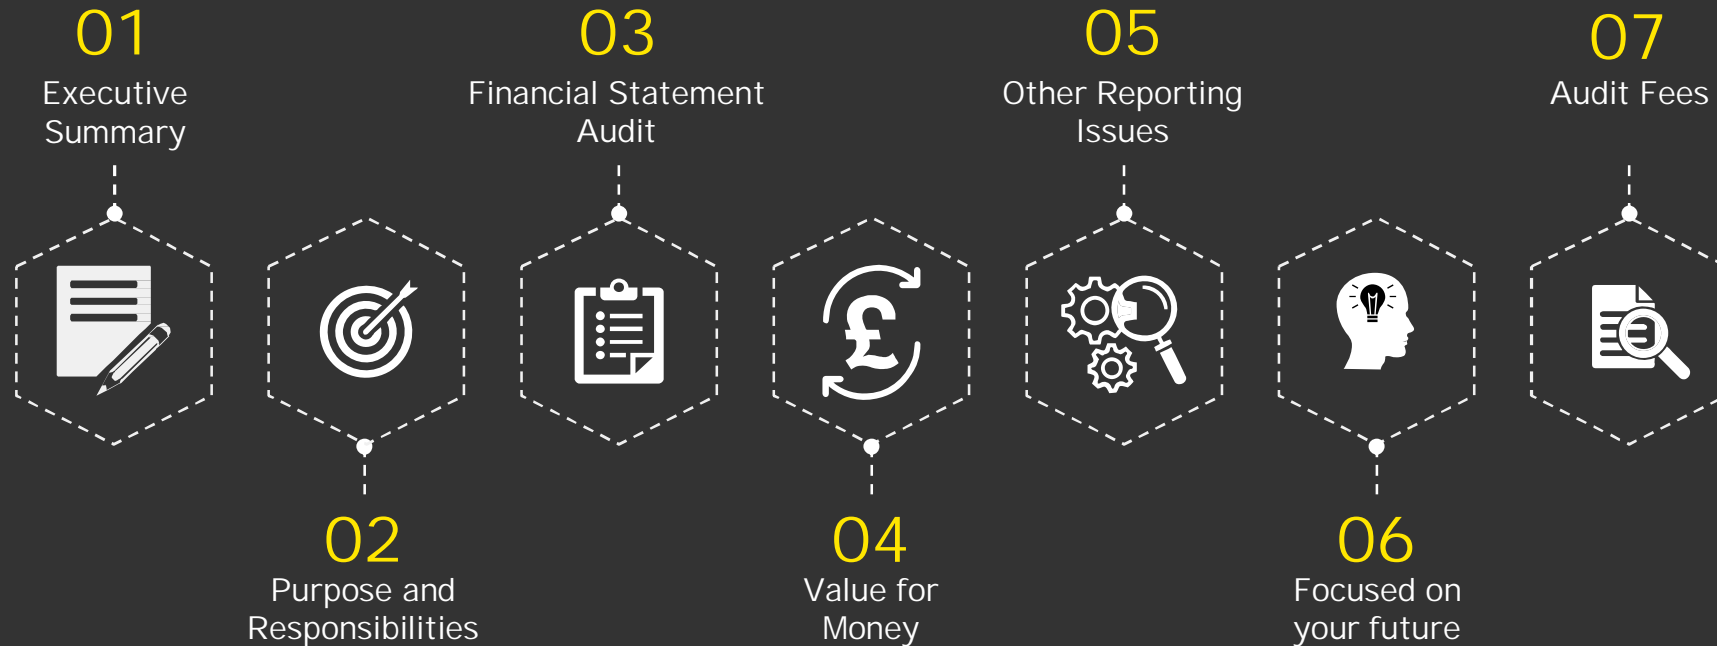 01
Executive
Summary
02
Purpose and
Responsibilities
03
Financial Statement
Audit
04
Value for
Money
05
Other Reporting
Issues
06
Focused on
your future
07
Audit Fees